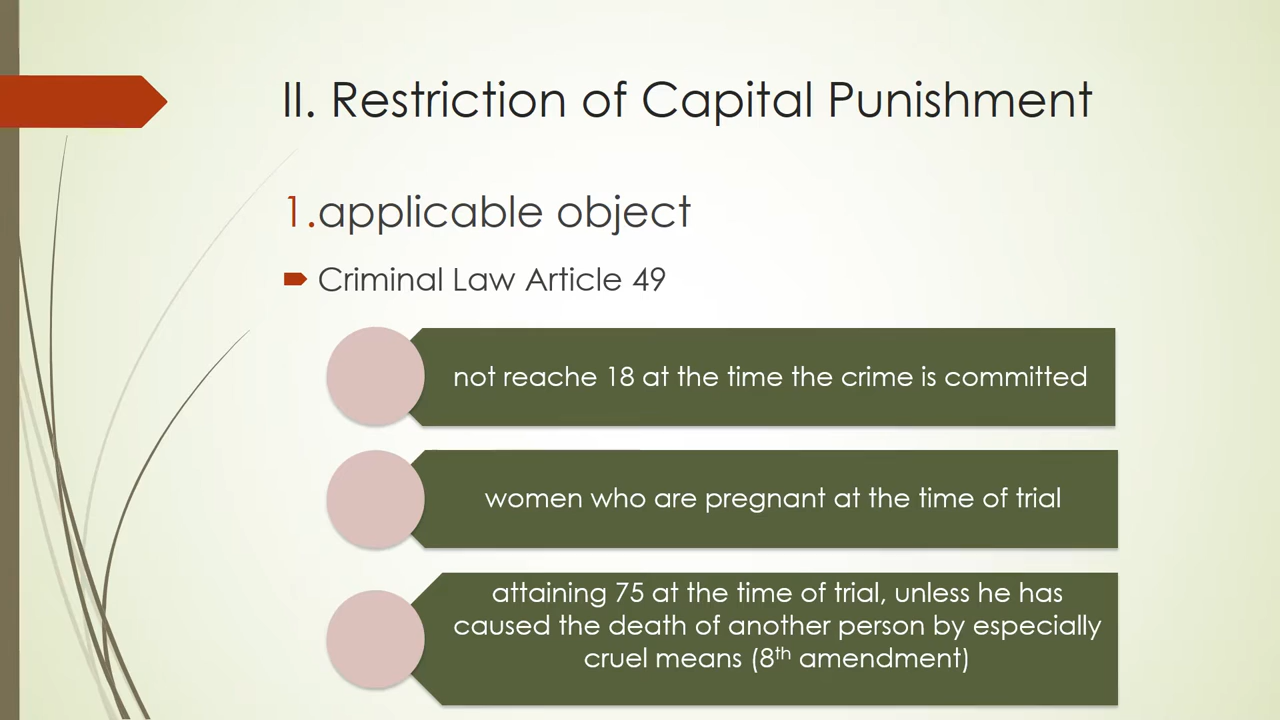 II. Restriction of Capital Punishment
1.applicable object
Criminal Law Article 49
not reache 18 at the time the crime is committed
women who are pregnant at the time of trial
attaining 75 at the time of trial, unless he has
caused the death of another person by especially
cruel means (8th amendment)